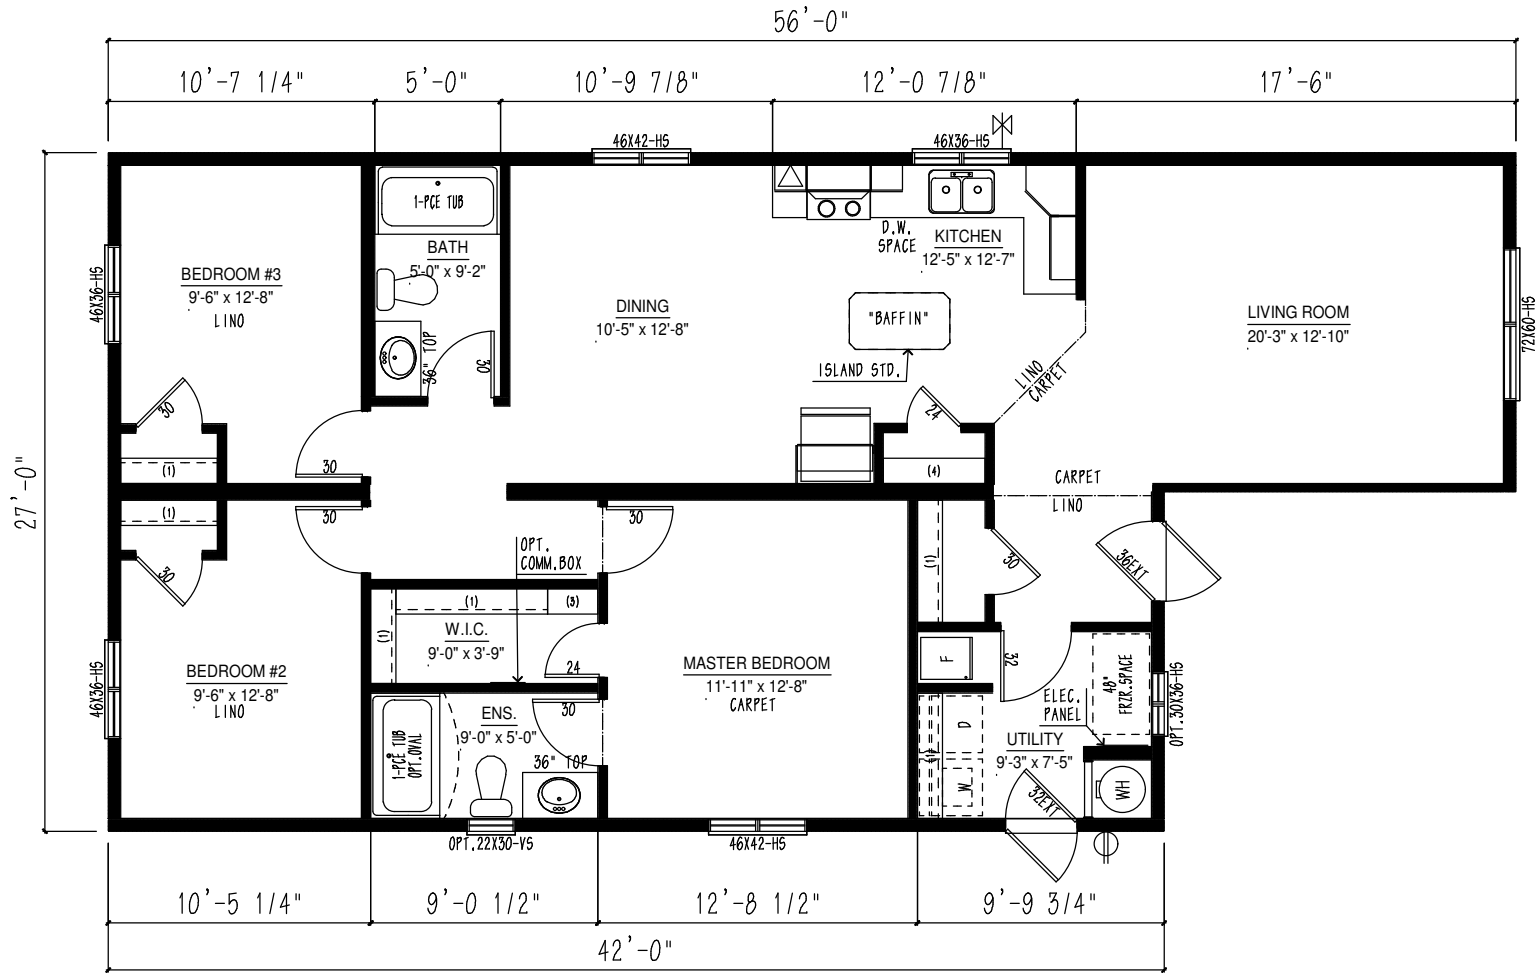 56'-0"
10'-7 1/4" 5'-0" 10'-9 7/8" 12'-0 7/8" 17'-6"
46X42-HS 46X36-HS
1-PCE TUB
BATH
5'-0" x 9'-2"
D.W.
SPACE
KITCHEN
12'-5" x 12'-7"
BEDROOM #3
9'-6" x 12'-8"
LINO
46X36-HS
DINING
10'-5" x 12'-8"
"BAFFIN"
ISLAND STD.
LIVING ROOM
20'-3" x 12'-10"
72X60-HS
36" TOP
30
LINO
CARPET
30
24
30
(1)
(4)
CARPET
LINO
27'-0"
(1)
30
30
30
OPT.
COMM.BOX
(1)
30
36EXT
(1)
(3)
(1)
W.I.C.
9'-0" x 3'-9"
24
BEDROOM #2
9'-6" x 12'-8"
LINO
46X36-HS
MASTER BEDROOM
11'-11" x 12'-8"
CARPET
F
32
48"
FRZR.SPACE
ELEC.
PANEL
OPT.30X36-HS
30
ENS.
9'-0" x 5'-0"
1-PCE TUB
OPT.OVAL
36" TOP
D
(1)
W
UTILITY
9'-3" x 7'-5"
32EXT
WH
OPT.22X30-VS
46X42-HS
10'-5 1/4" 9'-0 1/2" 12'-8 1/2" 9'-9 3/4"
42'-0"